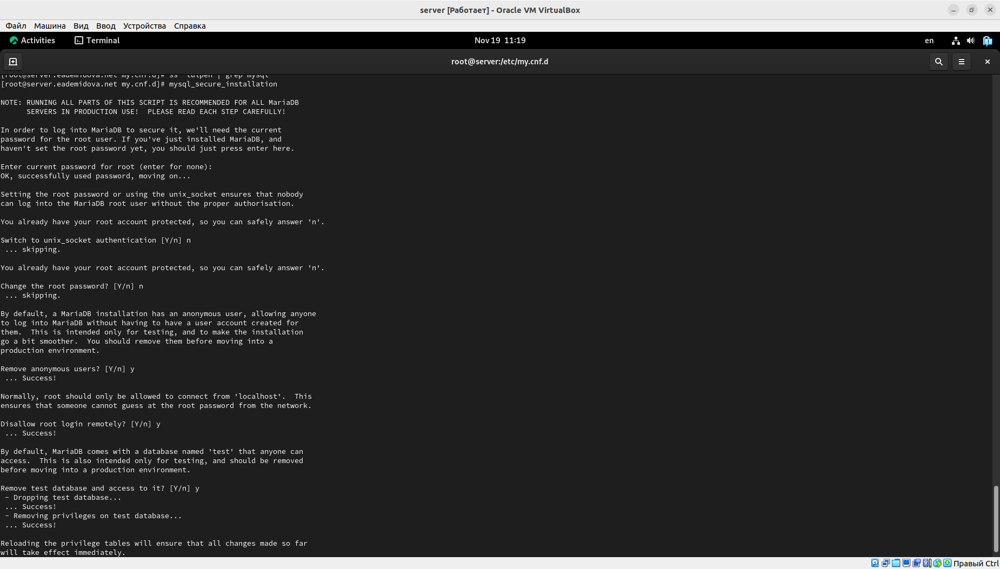 server [Работает] - Oracle VM VirtualBox
Файл Машина Вид Ввод Устройства Справка
Activities Terminal Nov 19 11:19 en
root@server:/etc/my.cnf.d
[root@server.eademidova.net my.cnf.d]# ss -tulpen | grep mysql
[root@server.eademidova.net my.cnf.d]# mysql_secure_installation
NOTE: RUNNING ALL PARTS OF THIS SCRIPT IS RECOMMENDED FOR ALL MariaDB
SERVERS IN PRODUCTION USE!  PLEASE READ EACH STEP CAREFULLY!
In order to log into MariaDB to secure it, we'll need the current
password for the root user. If you've just installed MariaDB, and
haven't set the root password yet, you should just press enter here.
Enter current password for root (enter for none):
OK, successfully used password, moving on...
Setting the root password or using the unix_socket ensures that nobody
can log into the MariaDB root user without the proper authorisation.
You already have your root account protected, so you can safely answer 'n'.
Switch to unix_socket authentication [Y/n] n
... skipping.
You already have your root account protected, so you can safely answer 'n'.
Change the root password? [Y/n] n
... skipping.
By default, a MariaDB installation has an anonymous user, allowing anyone
to log into MariaDB without having to have a user account created for
them.  This is intended only for testing, and to make the installation
go a bit smoother.  You should remove them before moving into a
production environment.
Remove anonymous users? [Y/n] y
... Success!
Normally, root should only be allowed to connect from 'localhost'.  This
ensures that someone cannot guess at the root password from the network.
Disallow root login remotely? [Y/n] y
... Success!
By default, MariaDB comes with a database named 'test' that anyone can
access.  This is also intended only for testing, and should be removed
before moving into a production environment.
Remove test database and access to it? [Y/n] y
- Dropping test database...
... Success!
- Removing privileges on test database...
... Success!
Reloading the privilege tables will ensure that all changes made so far
will take effect immediately.
Правый Ctrl